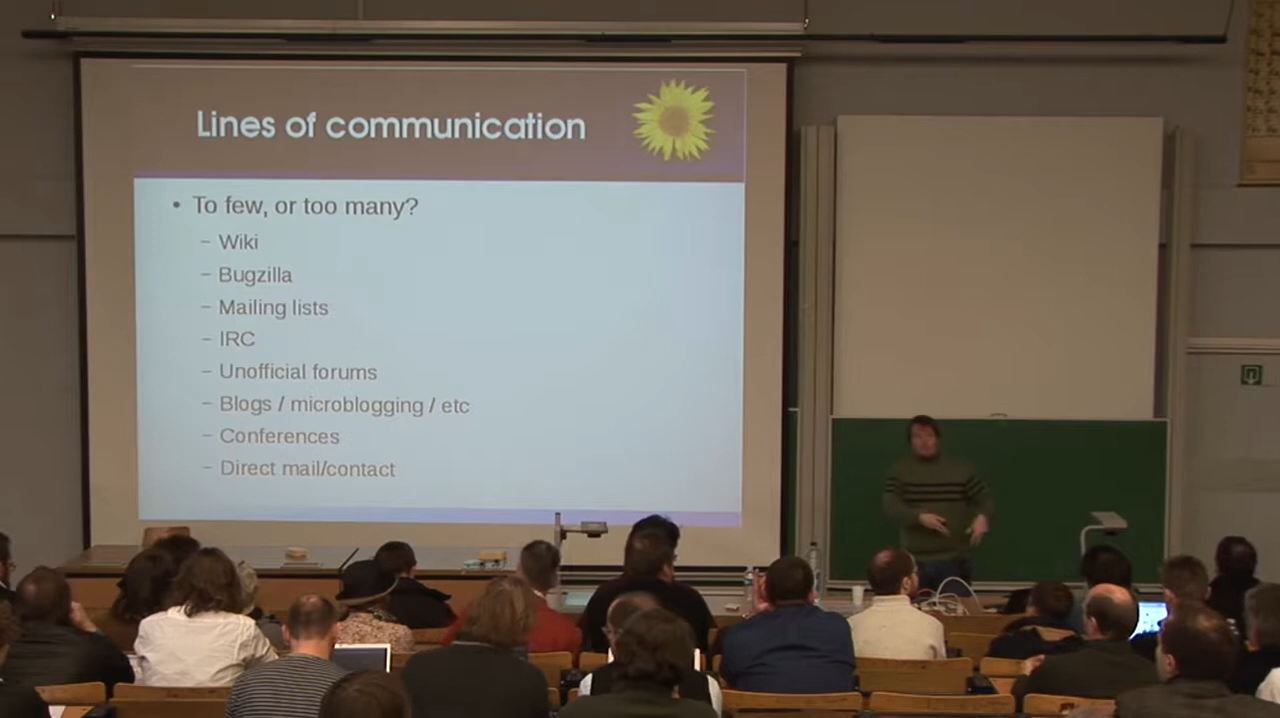 Lines of communication
• To few, or too many?
– Wiki
– Bugzilla
– Mailing lists
– IRC
– Unofficial forums
– Blogs / microblogging / etc
– Conferences
– Direct mail/contact